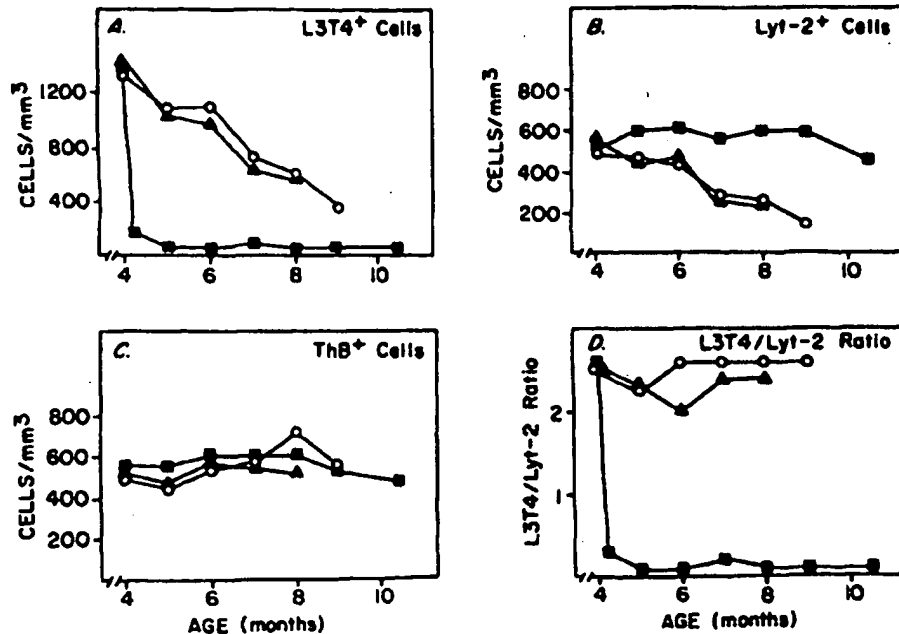 A. L3T4+ Cells
CELLS/mm3
1200
800
400
4 6 8 10
B. Lyt-2+ Cells
CELLS/mm3
800
600
400
200
4 6 8 10
C. ThB+ Cells
CELLS/mm3
800
600
400
200
4 6 8 10
AGE (months)
D. L3T4/Lyt-2 Ratio
L3T4/Lyt-2 Ratio
2
1
4 6 8 10
AGE (months)